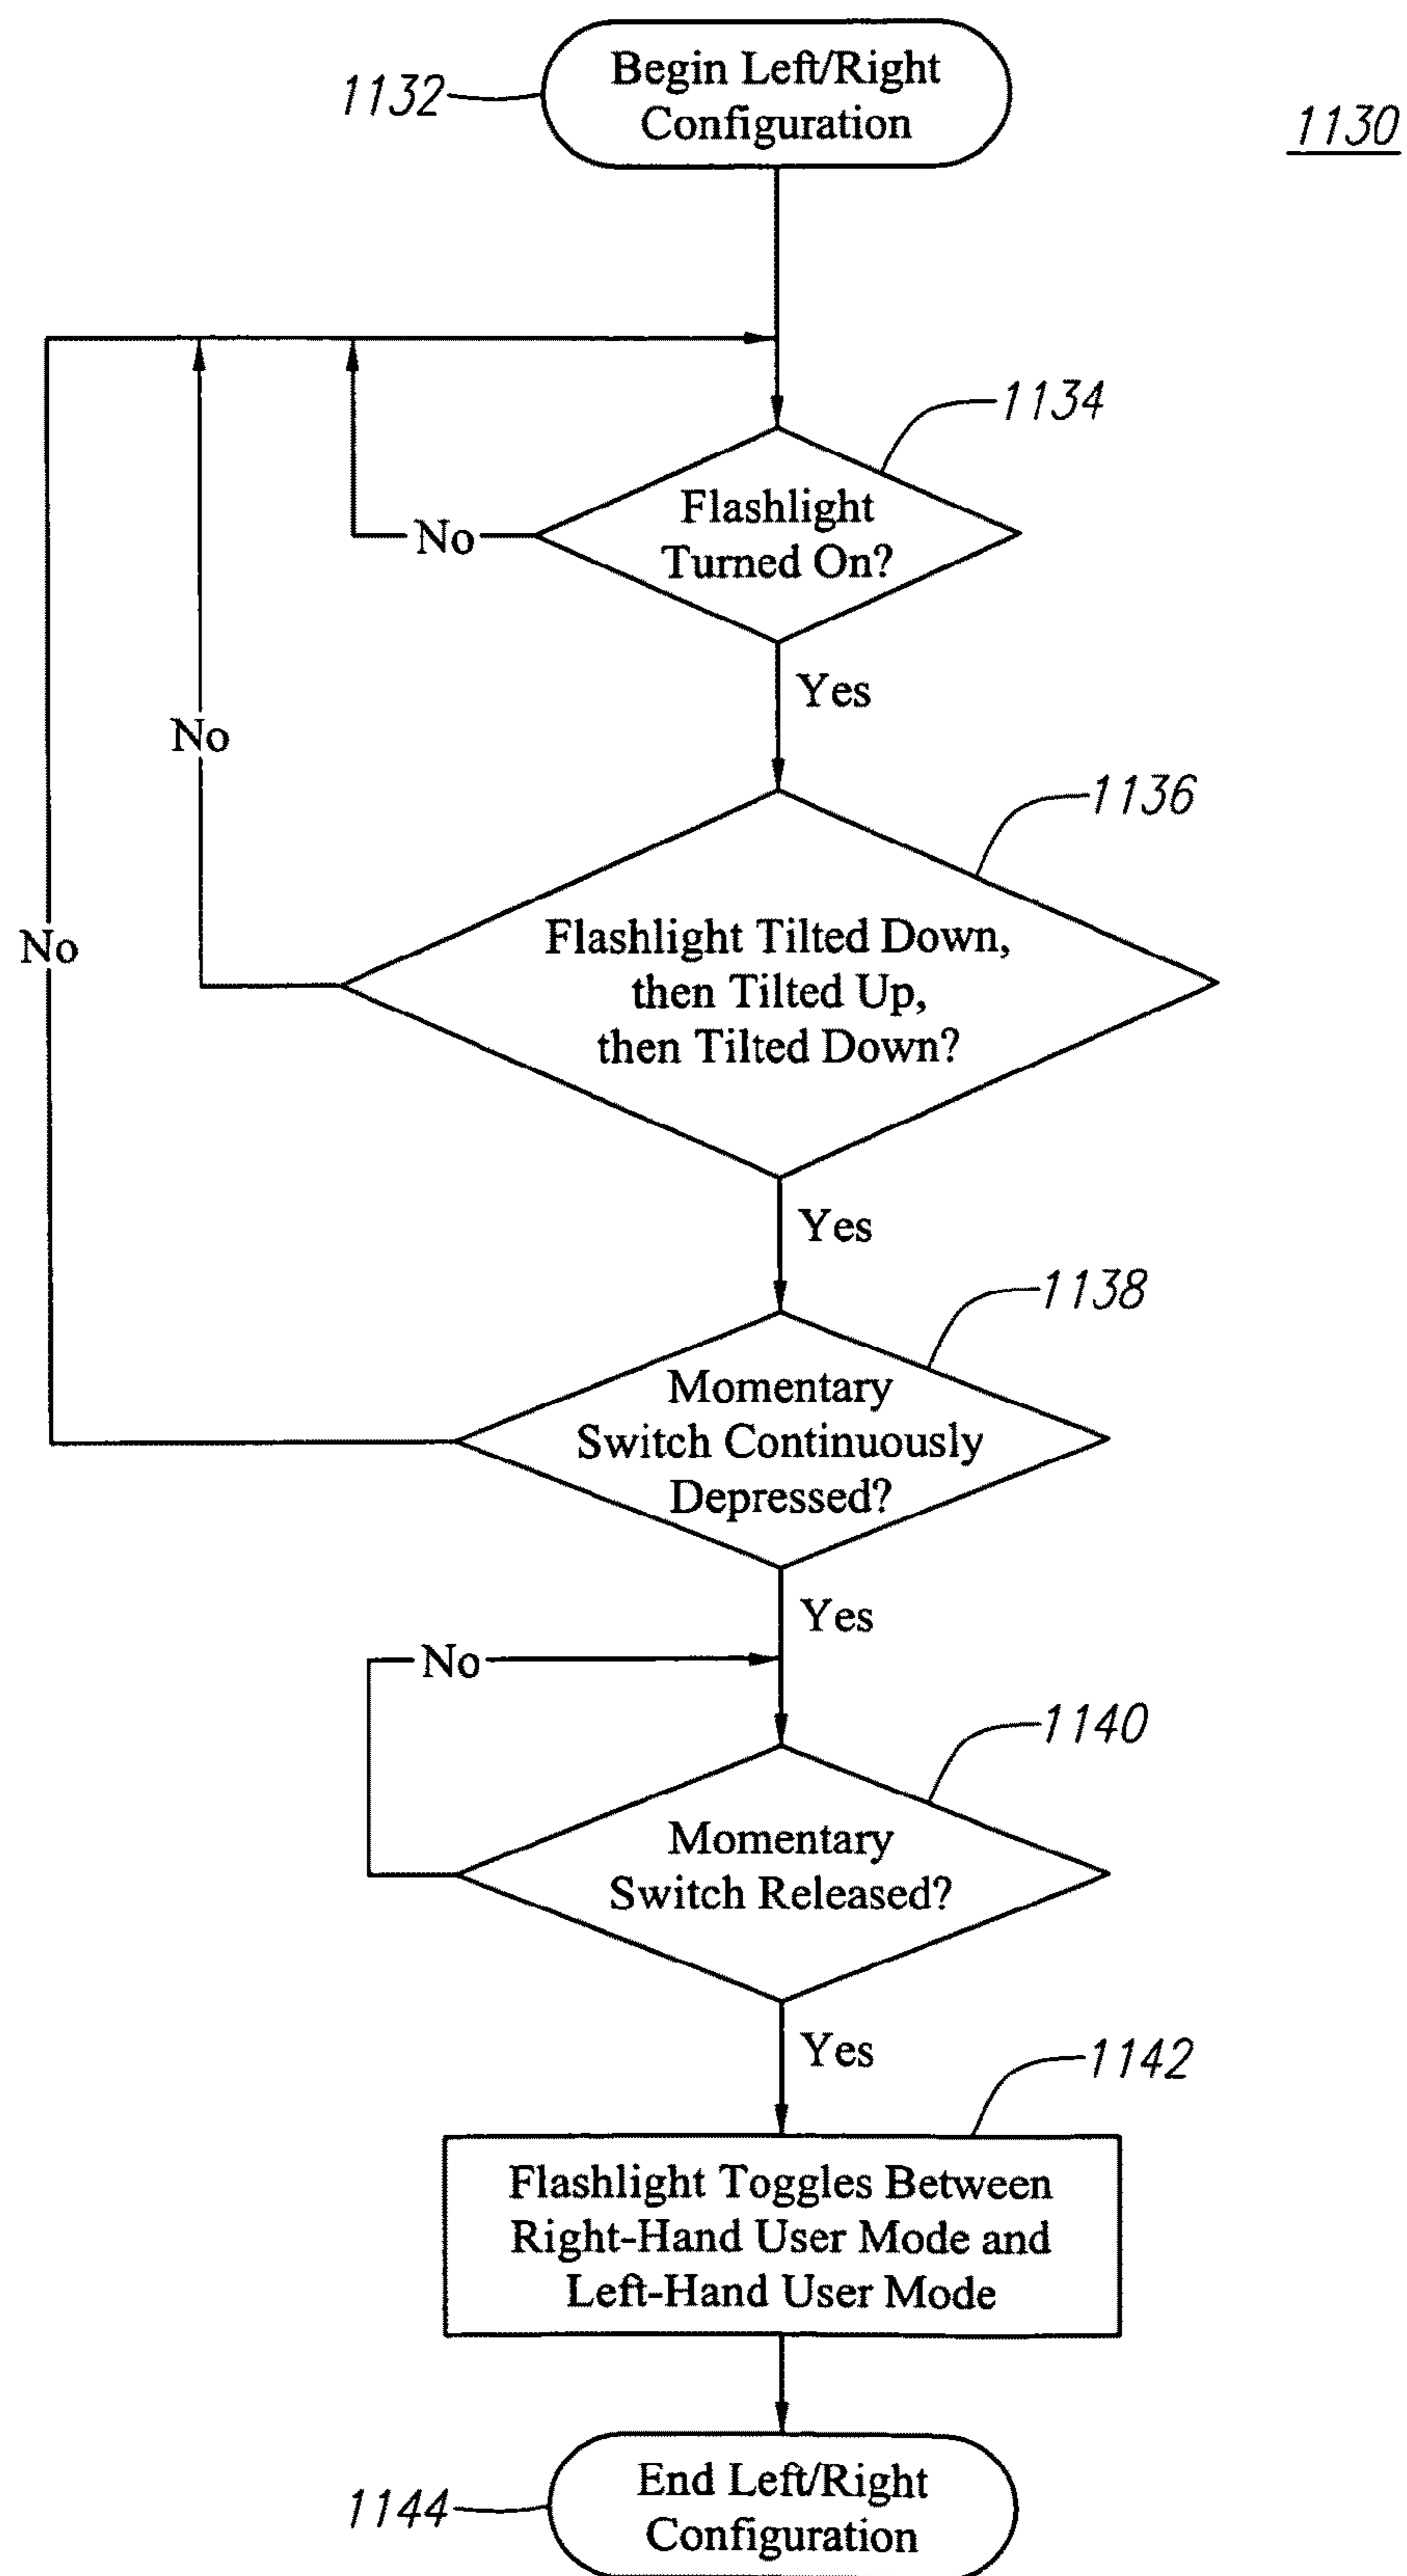 Begin Left/Right
Configuration
1132
1130
1134
Flashlight
Turned On?
No
Yes
No
1136
Flashlight Tilted Down,
then Tilted Up,
then Tilted Down?
No
Yes
1138
Momentary
Switch Continuously
Depressed?
Yes
No
1140
Momentary
Switch Released?
Yes
1142
Flashlight Toggles Between
Right-Hand User Mode and
Left-Hand User Mode
End Left/Right
Configuration
1144